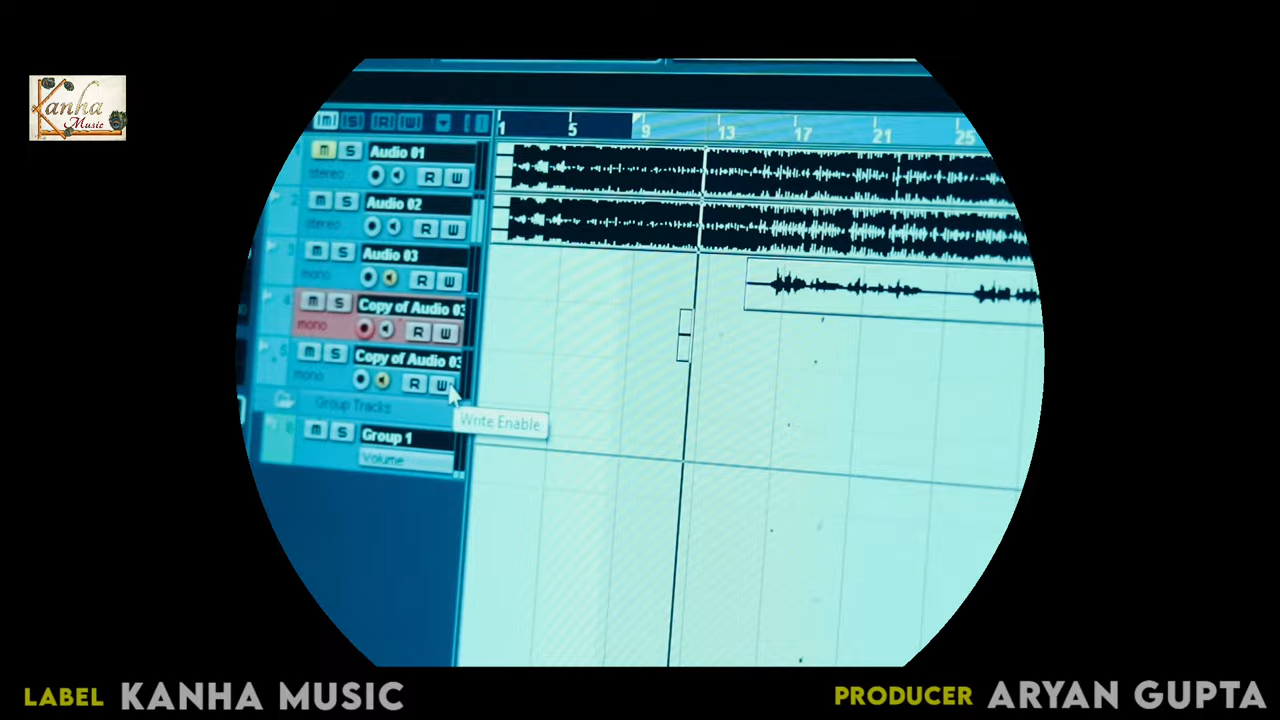 Kanha
Music
m S R W
1 5 9 13 17 21 25
m S Audio 01
stereo R W
m S Audio 02
stereo R W
m S Audio 03
mono R W
m S Copy of Audio 03
mono R W
m S Copy of Audio 03
mono R W
Group Tracks
Write Enable
m S Group 1
Volume
LABEL KANHA MUSIC
PRODUCER ARYAN GUPTA